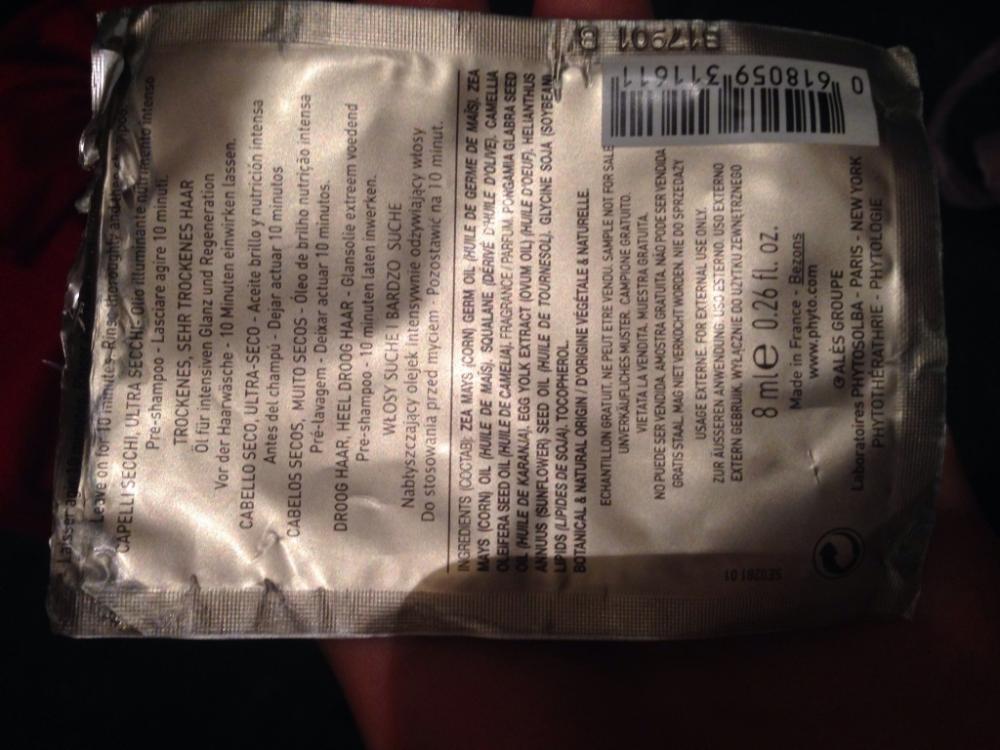 Laisser ag
Leave on for 10 minutes. Rinse thoroughly and
CAPELLI SECCHI, ULTRA SECCHI - Olio illuminante nutrimento intenso
Pre-shampoo - Lasciare agire 10 minuti.
TROCKENES, SEHR TROCKENES HAAR
Öl für intensiven Glanz und Regeneration
Vor der Haarwäsche - 10 Minuten einwirken lassen.
CABELLO SECO, ULTRA-SECO - Aceite brillo y nutrición intensa
Antes del champú - Dejar actuar 10 minutos
CABELOS SECOS, MUITO SECOS - Óleo de brilho nutrição intensa
Pré-lavagem - Deixar actuar 10 minutos.
DROOG HAAR, HEEL DROOG HAAR - Glansolie extreem voedend
Pre-shampoo - 10 minuten laten inwerken.
WŁOSY SUCHE I BARDZO SUCHE
Nabłyszczający olejek intensywnie odżywiający włosy
Do stosowania przed myciem - Pozostawić na 10 minut.
INGREDIENTS (COCTAB): ZEA MAYS (CORN) GERM OIL (HUILE DE GERME DE MAÏS), ZEA
MAYS (CORN) OIL (HUILE DE MAÏS), SQUALANE (DÉRIVÉ D'HUILE D'OLIVE), CAMELLIA
OLEIFERA SEED OIL (HUILE DE CAMELIA), FRAGRANCE / PARFUM, PONGAMIA GLABRA SEED
OIL (HUILE DE KARANJA), EGG YOLK EXTRACT (OVUM OIL) (HUILE D'OEUF), HELIANTHUS
ANNUUS (SUNFLOWER) SEED OIL (HUILE DE TOURNESOL), GLYCINE SOJA (SOYBEAN)
LIPIDS (LIPIDES DE SOJA), TOCOPHEROL.
BOTANICAL & NATURAL ORIGIN / D'ORIGINE VÉGÉTALE & NATURELLE.
ECHANTILLON GRATUIT. NE PEUT ETRE VENDU. SAMPLE NOT FOR SALE
UNVERKÄUFLICHES MUSTER. CAMPIONE GRATUITO.
VIETATA LA VENDITA. MUESTRA GRATUITA.
NO PUEDE SER VENDIDA. AMOSTRA GRATUITA. NÃO PODE SER VENDIDA
GRATIS STAAL. MAG NIET VERKOCHT WORDEN. NIE DO SPRZEDAŻY
USAGE EXTERNE. FOR EXTERNAL USE ONLY.
ZUR ÄUSSEREN ANWENDUNG. USO ESTERNO. USO EXTERNO
EXTERN GEBRUIK. WYŁĄCZNIE DO UŻYTKU ZEWNĘTRZNEGO
8 ml e 0.26 fl. oz.
Made in France - Bezons
www.phyto.com
©ALÈS GROUPE
Laboratoires PHYTOSOLBA - PARIS - NEW YORK
PHYTOTHÉRATHRIE - PHYTOLOGIE
SE0281 01
0 618059 311611
317901 B